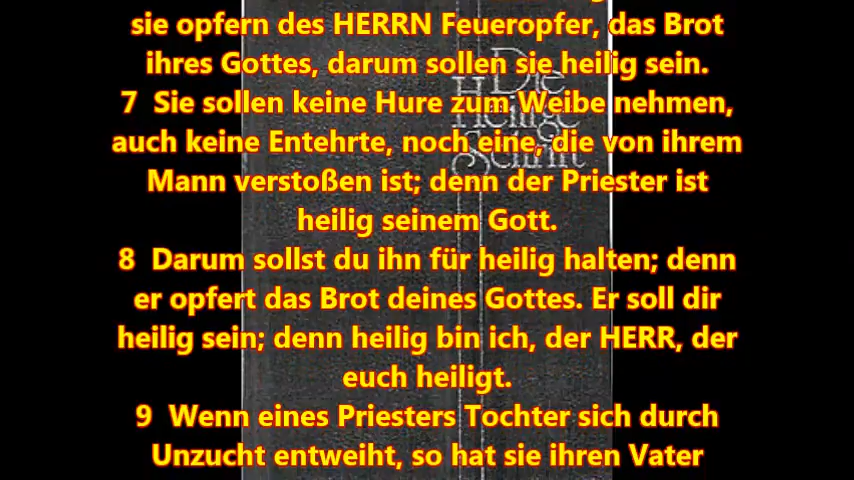 sie opfern des HERRN Feueropfer, das Brot
ihres Gottes, darum sollen sie heilig sein.
7 Sie sollen keine Hure zum Weibe nehmen,
auch keine Entehrte, noch eine, die von ihrem
Mann verstoßen ist; denn der Priester ist
heilig seinem Gott.
8 Darum sollst du ihn für heilig halten; denn
er opfert das Brot deines Gottes. Er soll dir
heilig sein; denn heilig bin ich, der HERR, der
euch heiligt.
9 Wenn eines Priesters Tochter sich durch
Unzucht entweiht, so hat sie ihren Vater
Die
Heilige
Schrift